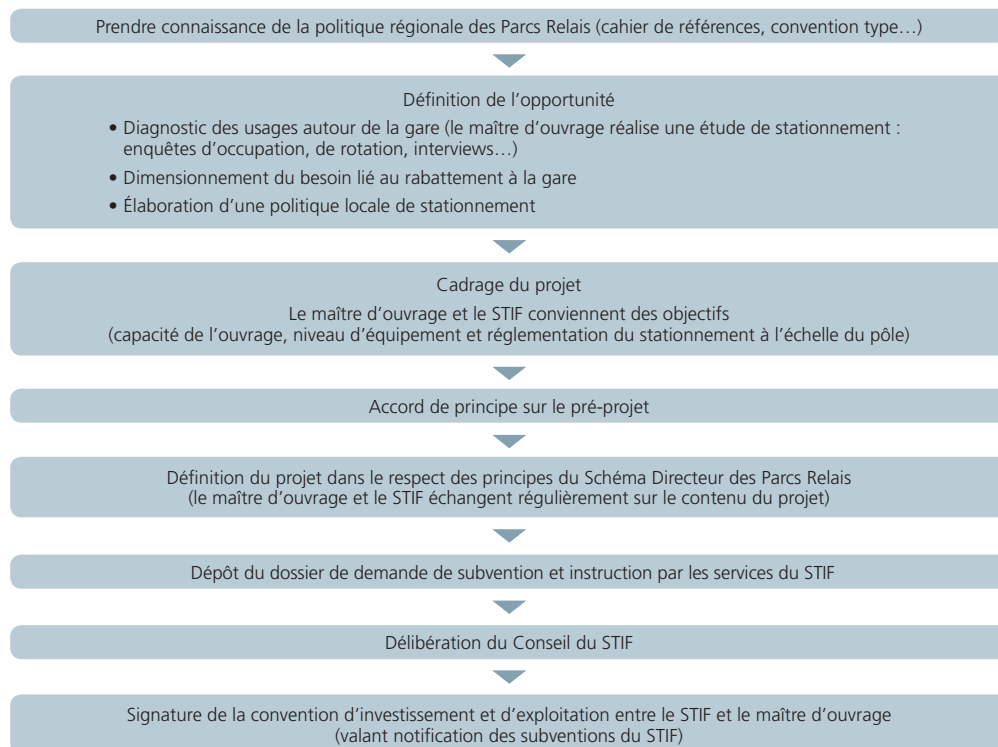 Prendre connaissance de la politique régionale des Parcs Relais (cahier de références, convention type…)
Définition de l’opportunité
• Diagnostic des usages autour de la gare (le maître d’ouvrage réalise une étude de stationnement :
enquêtes d’occupation, de rotation, interviews…)
• Dimensionnement du besoin lié au rabattement à la gare
• Élaboration d’une politique locale de stationnement
Cadrage du projet
Le maître d’ouvrage et le STIF conviennent des objectifs
(capacité de l’ouvrage, niveau d’équipement et réglementation du stationnement à l’échelle du pôle)
Accord de principe sur le pré-projet
Définition du projet dans le respect des principes du Schéma Directeur des Parcs Relais
(le maître d’ouvrage et le STIF échangent régulièrement sur le contenu du projet)
Dépôt du dossier de demande de subvention et instruction par les services du STIF
Délibération du Conseil du STIF
Signature de la convention d’investissement et d’exploitation entre le STIF et le maître d’ouvrage
(valant notification des subventions du STIF)